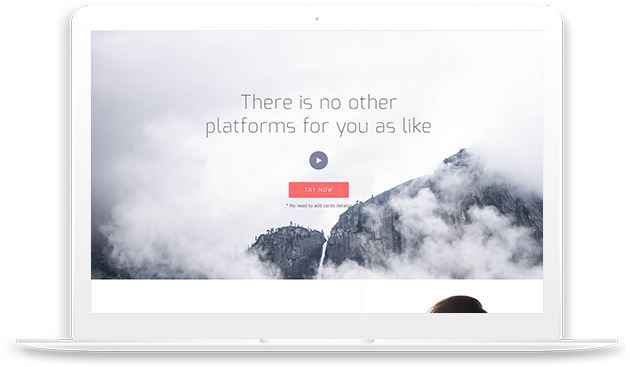 There is no other
platforms for you as like
TRY NOW
* No need to add cards details